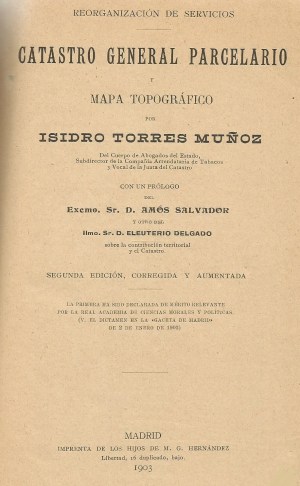 REORGANIZACIÓN DE SERVICIOS
CATASTRO GENERAL PARCELARIO
Y
MAPA TOPOGRÁFICO
POR
ISIDRO TORRES MUÑOZ
Del Cuerpo de Abogados del Estado,
Subdirector de la Compañía Arrendataria de Tabacos
y Vocal de la Junta del Catastro
CON UN PRÓLOGO
DEL
Excmo. Sr. D. AMÓS SALVADOR
Y OTRO DEL
Ilmo. Sr. D. ELEUTERIO DELGADO
sobre la contribución territorial
y el Catastro
SEGUNDA EDICIÓN, CORREGIDA Y AUMENTADA
LA PRIMERA HA SIDO DECLARADA DE MÉRITO RELEVANTE
POR LA REAL ACADEMIA DE CIENCIAS MORALES Y POLÍTICAS.
(V. EL DICTAMEN EN LA «GACETA DE MADRID»
DE 2 DE ENERO DE
MADRID
IMPRENTA DE LOS HIJOS DE M. G. HERNÁNDEZ
Libertad, 16 duplicado, bajo.
1903